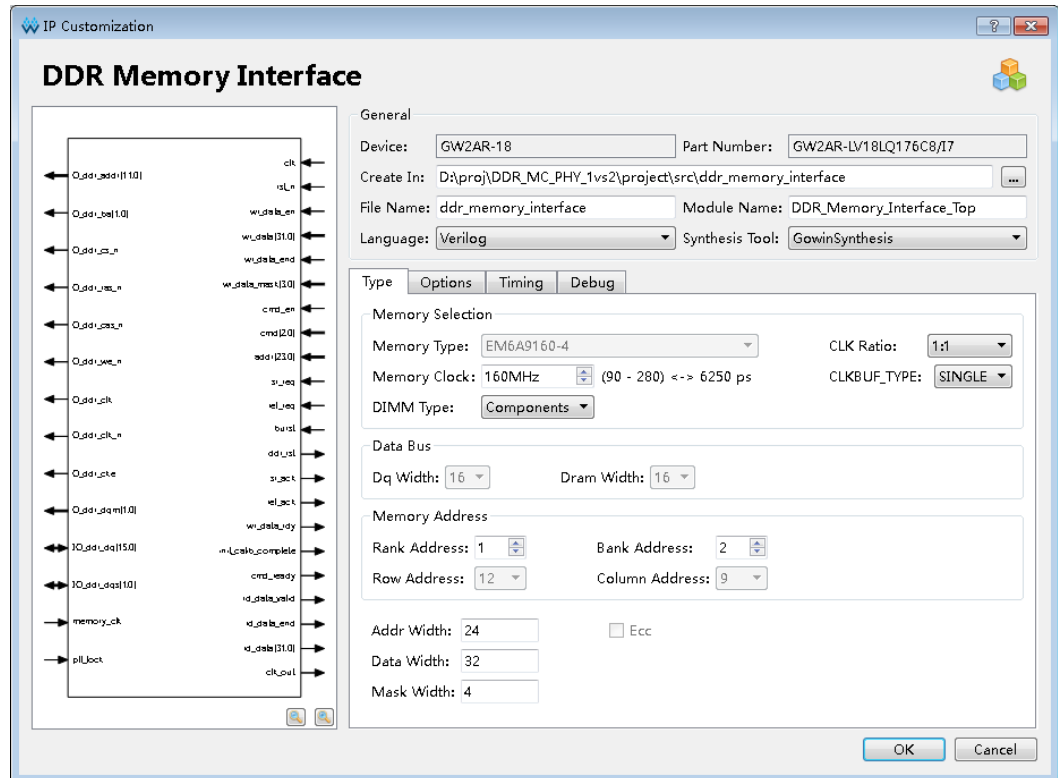 IP Customization
DDR Memory Interface
General
Device: GW2AR-18 Part Number: GW2AR-LV18LQ176C8/I7
Create In: D:\proj\DDR_MC_PHY_1vs2\project\src\ddr_memory_interface ...
File Name: ddr_memory_interface Module Name: DDR_Memory_Interface_Top
Language: Verilog Synthesis Tool: GowinSynthesis
Type Options Timing Debug
Memory Selection
Memory Type: EM6A9160-4 CLK Ratio: 1:1
Memory Clock: 160MHz (90 - 280) <-> 6250 ps CLKBUF_TYPE: SINGLE
DIMM Type: Components
Data Bus
Dq Width: 16 Dram Width: 16
Memory Address
Rank Address: 1 Bank Address: 2
Row Address: 12 Column Address: 9
Addr Width: 24 Ecc
Data Width: 32
Mask Width: 4
OK Cancel
O_ddr_addr[11:0]
O_ddr_ba[1:0]
O_ddr_cs_n
O_ddr_ras_n
O_ddr_cas_n
O_ddr_we_n
O_ddr_clk
O_ddr_clk_n
O_ddr_cke
O_ddr_dqm[1:0]
IO_ddr_dq[15:0]
IO_ddr_dqs[1:0]
memory_clk
pll_lock
clk
rst_n
wr_data_en
wr_data[31:0]
wr_data_end
wr_data_mask[3:0]
cmd_en
cmd[2:0]
addr[23:0]
sr_req
ref_req
burst
ddr_rst
sr_ack
ref_ack
wr_data_rdy
init_calib_complete
cmd_ready
rd_data_valid
rd_data_end
rd_data[31:0]
clk_out